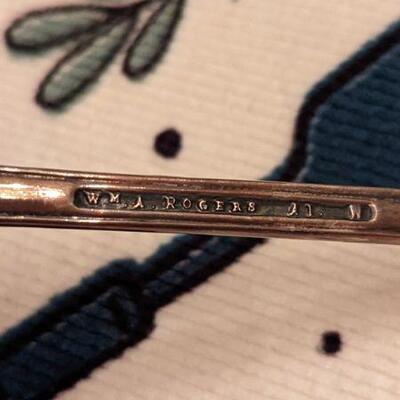 WM. A. ROGERS A1. N